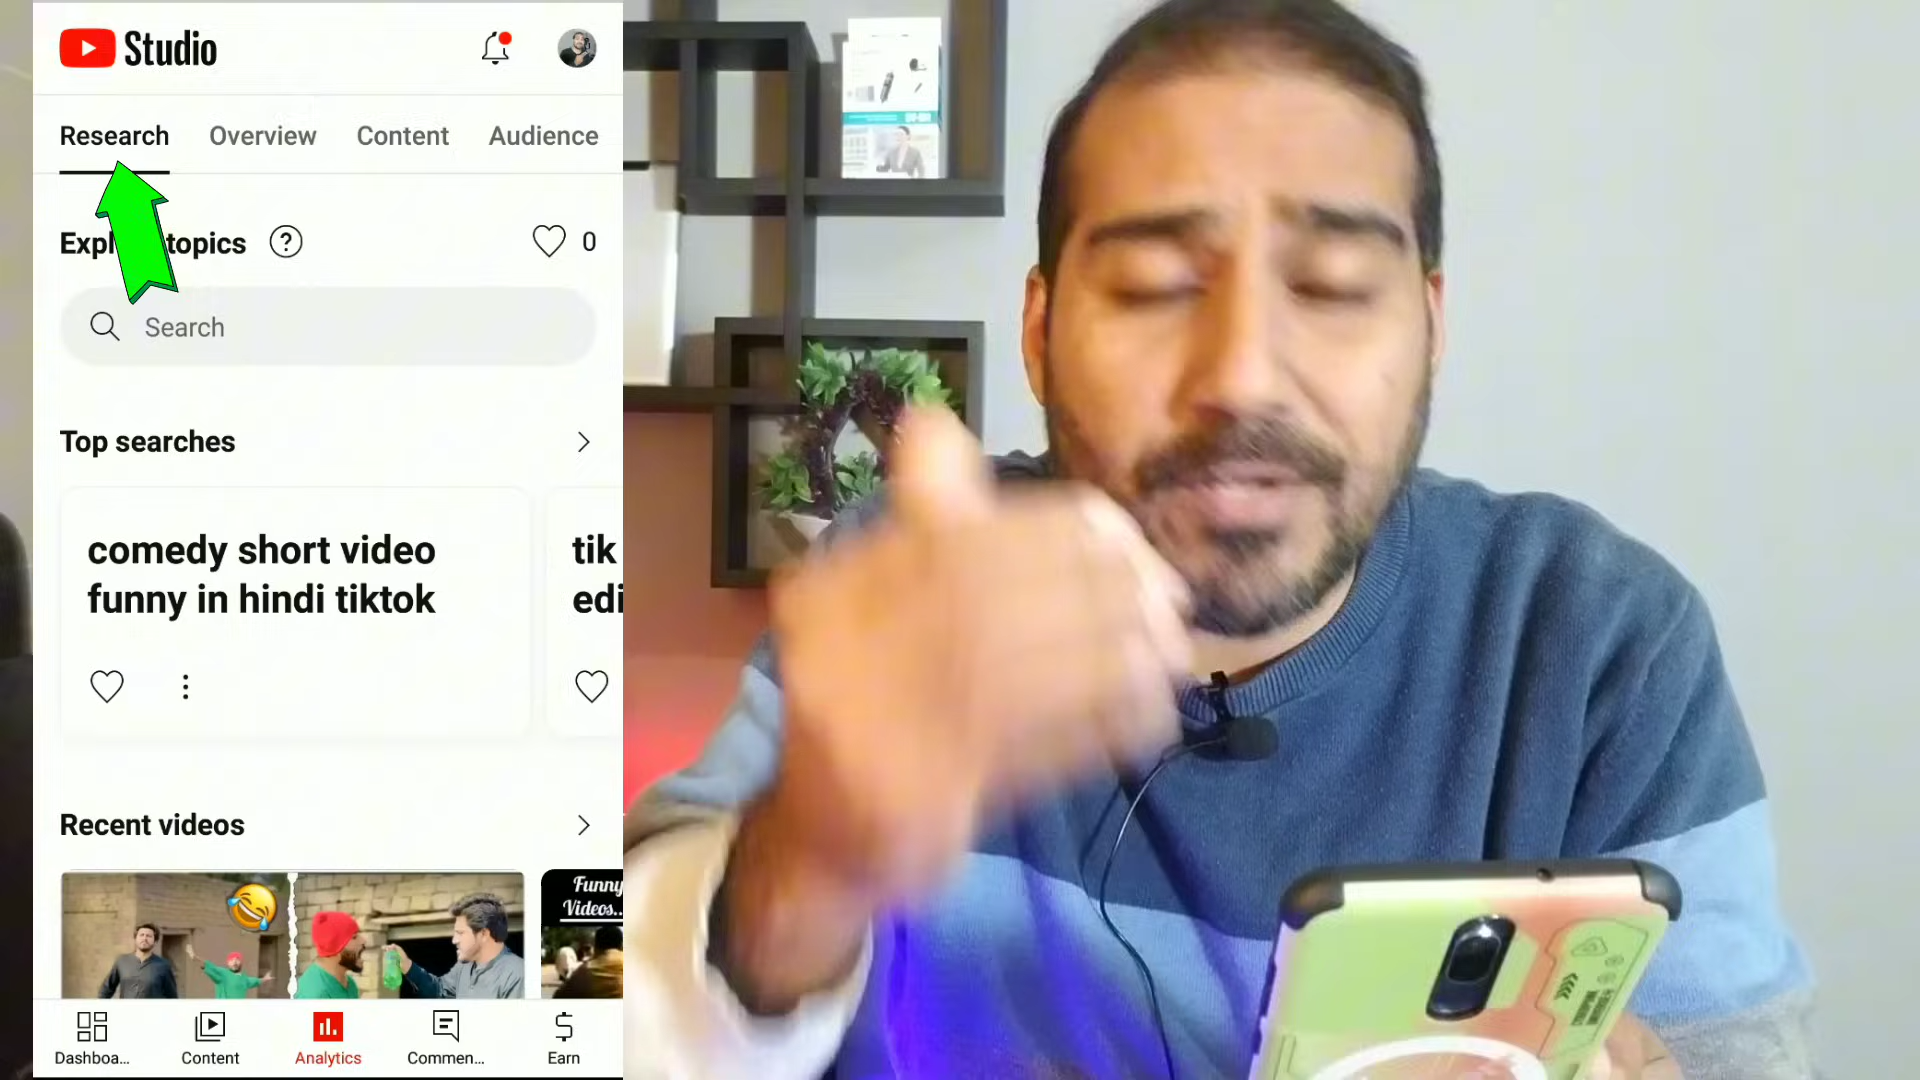 Studio
Research Overview Content Audience
topics 0
Search
Top searches
comedy short video
funny in hindi tiktok
tik
edi
Recent videos
Funny
Videos..
Dashboa... Content Analytics Commen... Earn